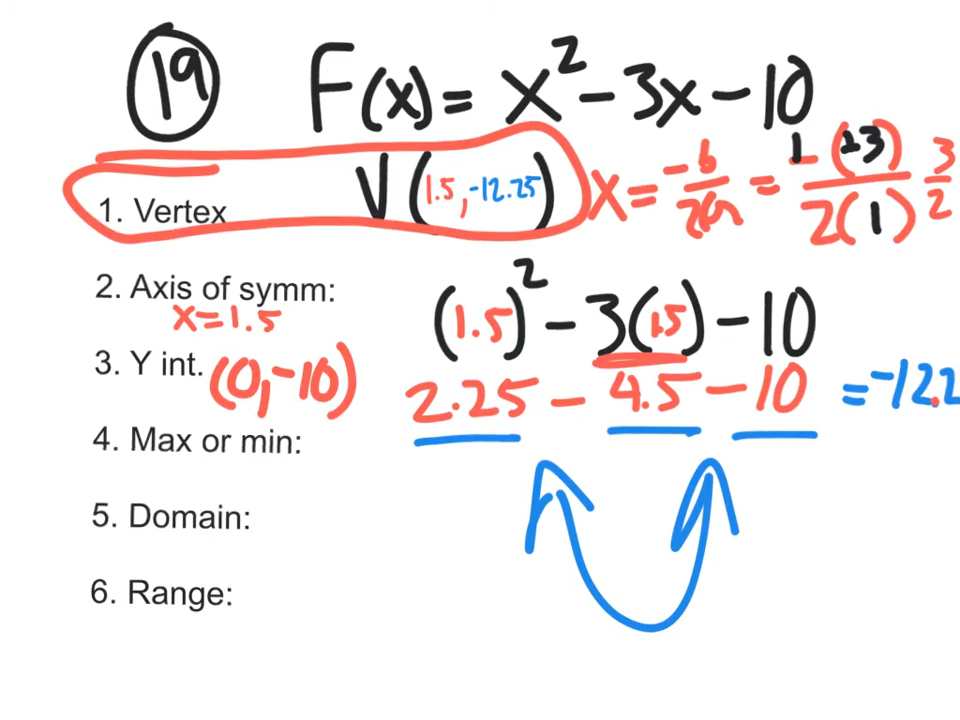 19 F(x) = x² - 3x - 10
1. Vertex V (1.5, -12.25) x = -b/2a = -(-3)/2(1) 3/2
2. Axis of symm:
x = 1.5
(1.5)² - 3(1.5) - 10
3. Y int. (0, -10)
2.25 - 4.5 - 10 = -12.2
4. Max or min:
5. Domain:
6. Range: